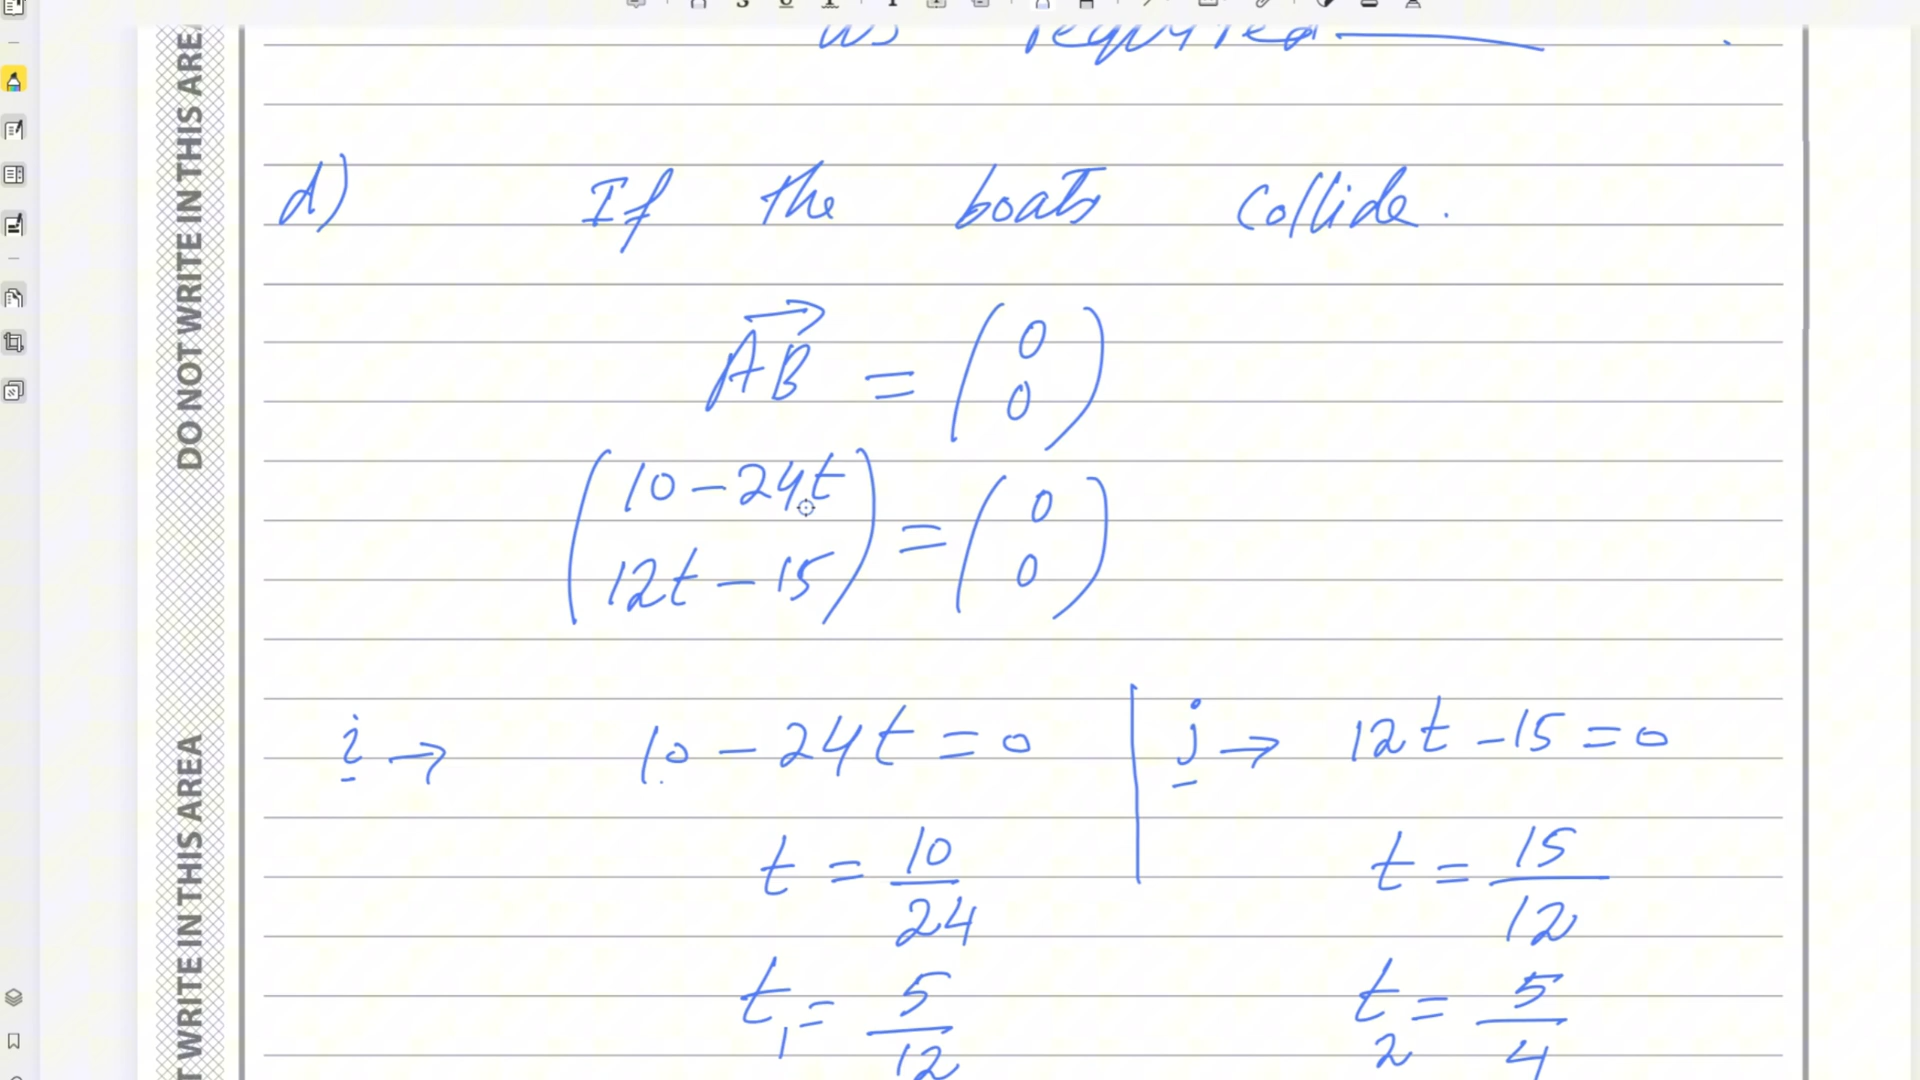 as required
d) If the boats collide.
AB = (0 0)
(10 - 24t 12t - 15) = (0 0)
i → 10 - 24t = 0 | j → 12t - 15 = 0
t = 10/24 t = 15/12
t1 = 5/12 t2 = 5/4
DO NOT WRITE IN THIS AREA
T WRITE IN THIS AREA